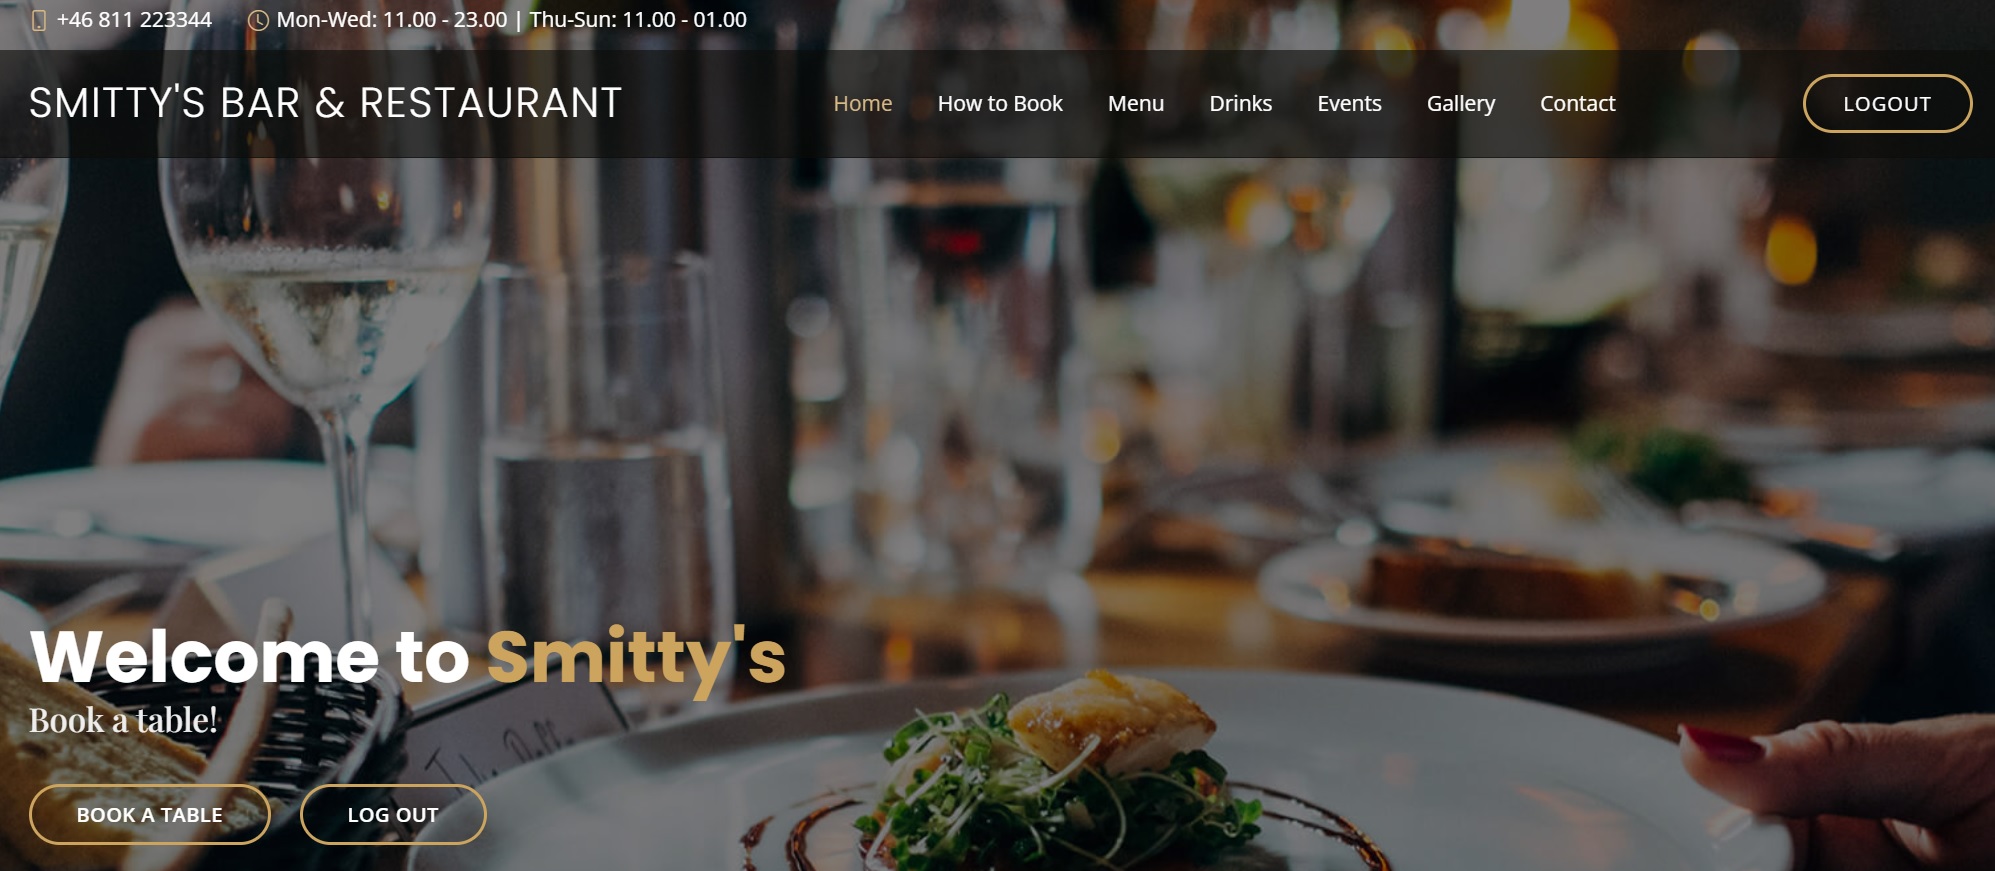 +46 811 223344 Mon-Wed: 11.00 - 23.00 | Thu-Sun: 11.00 - 01.00
SMITTY'S BAR & RESTAURANT Home How to Book Menu Drinks Events Gallery Contact LOGOUT
Welcome to Smitty's
Book a table!
BOOK A TABLE LOG OUT